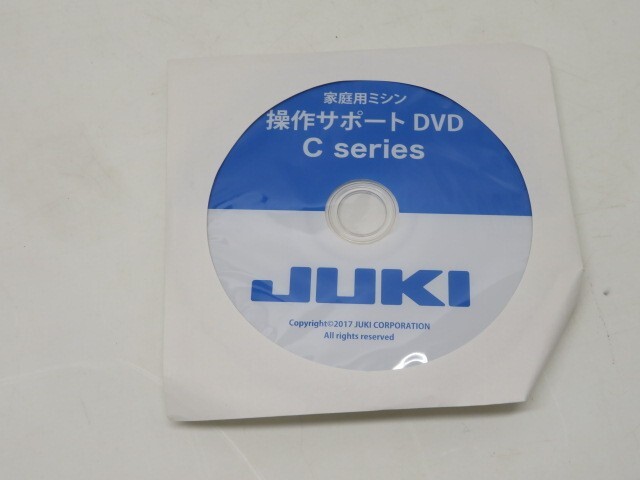 家庭用ミシン
操作サポート DVD
C series
JUKI
Copyright©2017 JUKI CORPORATION
All rights reserved